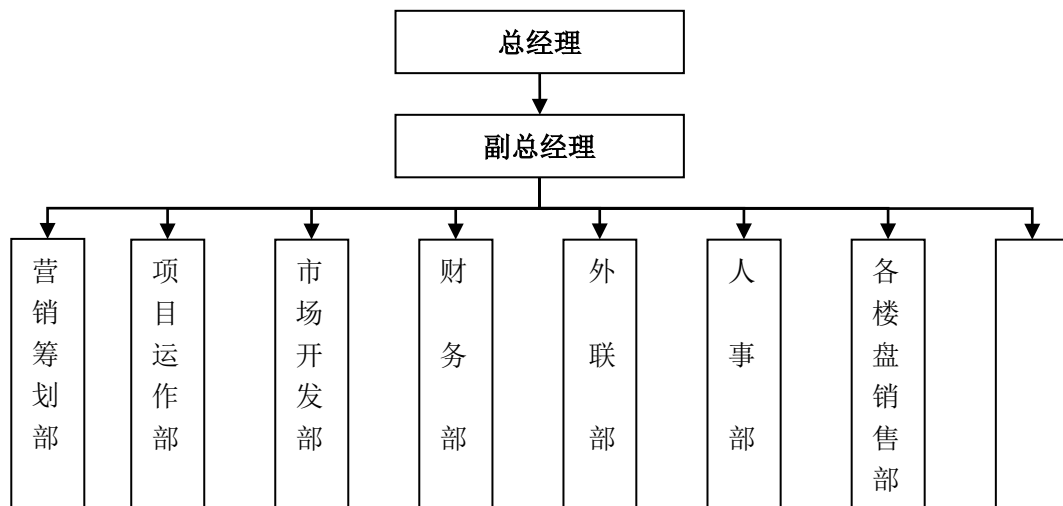 总经理
副总经理
营销筹划部
项目运作部
市场开发部
财务部
外联部
人事部
各楼盘销售部